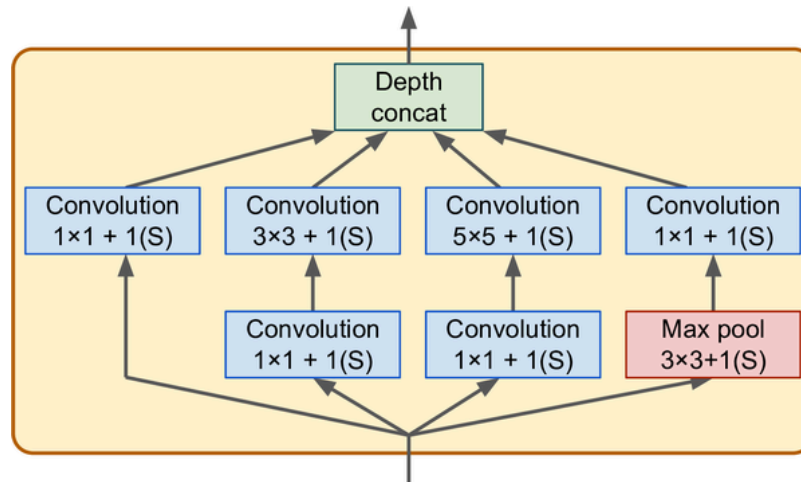 Depth
concat
Convolution
1×1 + 1(S)
Convolution
3×3 + 1(S)
Convolution
5×5 + 1(S)
Convolution
1×1 + 1(S)
Convolution
1×1 + 1(S)
Convolution
1×1 + 1(S)
Max pool
3×3+1(S)